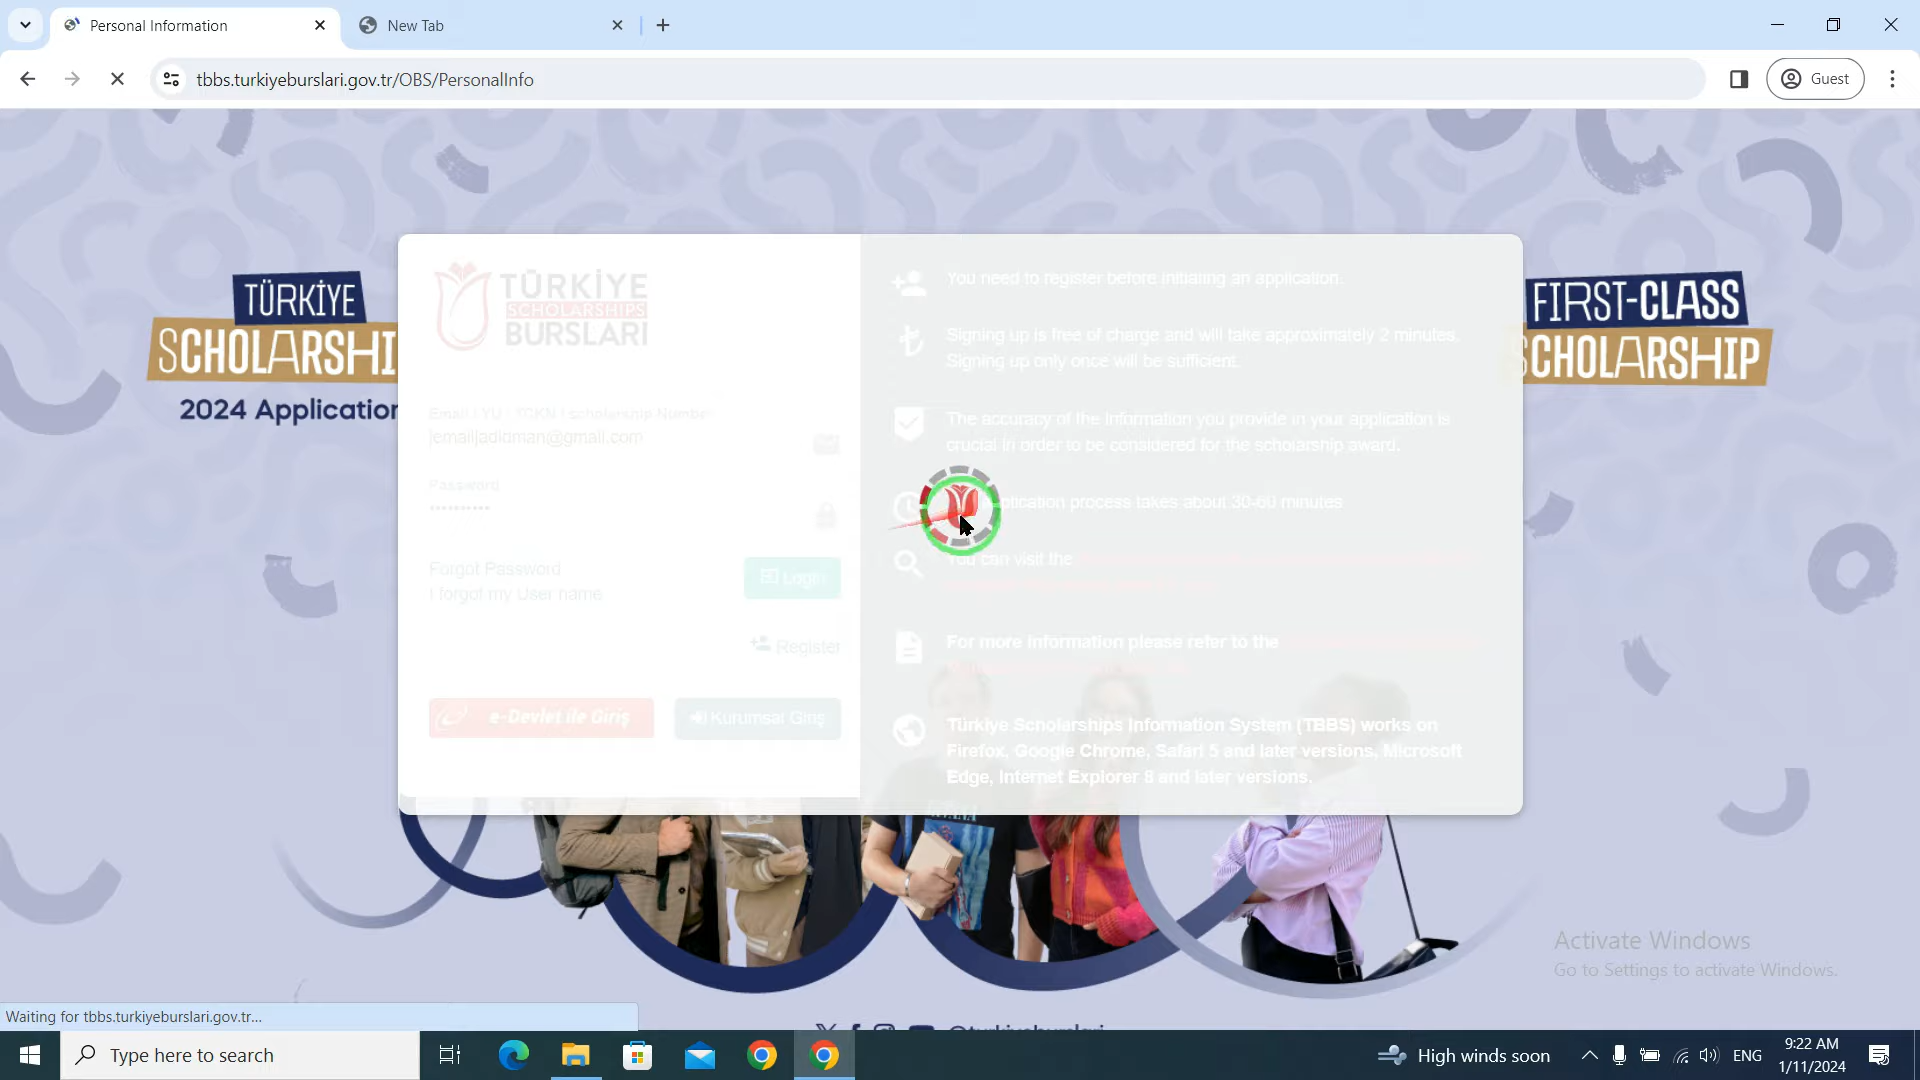 Personal Information
New Tab
tbbs.turkiyeburslari.gov.tr/OBS/PersonalInfo
Guest
TÜRKİYE
SCHOLARSHI
2024 Application
TÜRKİYE
SCHOLARSHIPS
BURSLARI
Email / YU / TCKN / scholarship Number
Password
Forgot Password
I forgot my User name
Login
Register
e-Devlet ile Giriş
Kurumsal Giriş
You need to register before initiating an application.
Signing up is free of charge and will take approximately 2 minutes.
Signing up only once will be sufficient.
The accuracy of the information you provide in your application is
crucial in order to be considered for the scholarship award.
process takes about 30-60 minutes
You can visit the
For more information please refer to the
Türkiye Scholarships Information System (TBBS) works on
Firefox, Google Chrome, Safari 5 and later versions, Microsoft
Edge, Internet Explorer 8 and later versions.
FIRST-CLASS
SCHOLARSHIP
Activate Windows
Go to Settings to activate Windows.
Waiting for tbbs.turkiyeburslari.gov.tr...
Type here to search
High winds soon
ENG
9:22 AM
1/11/2024